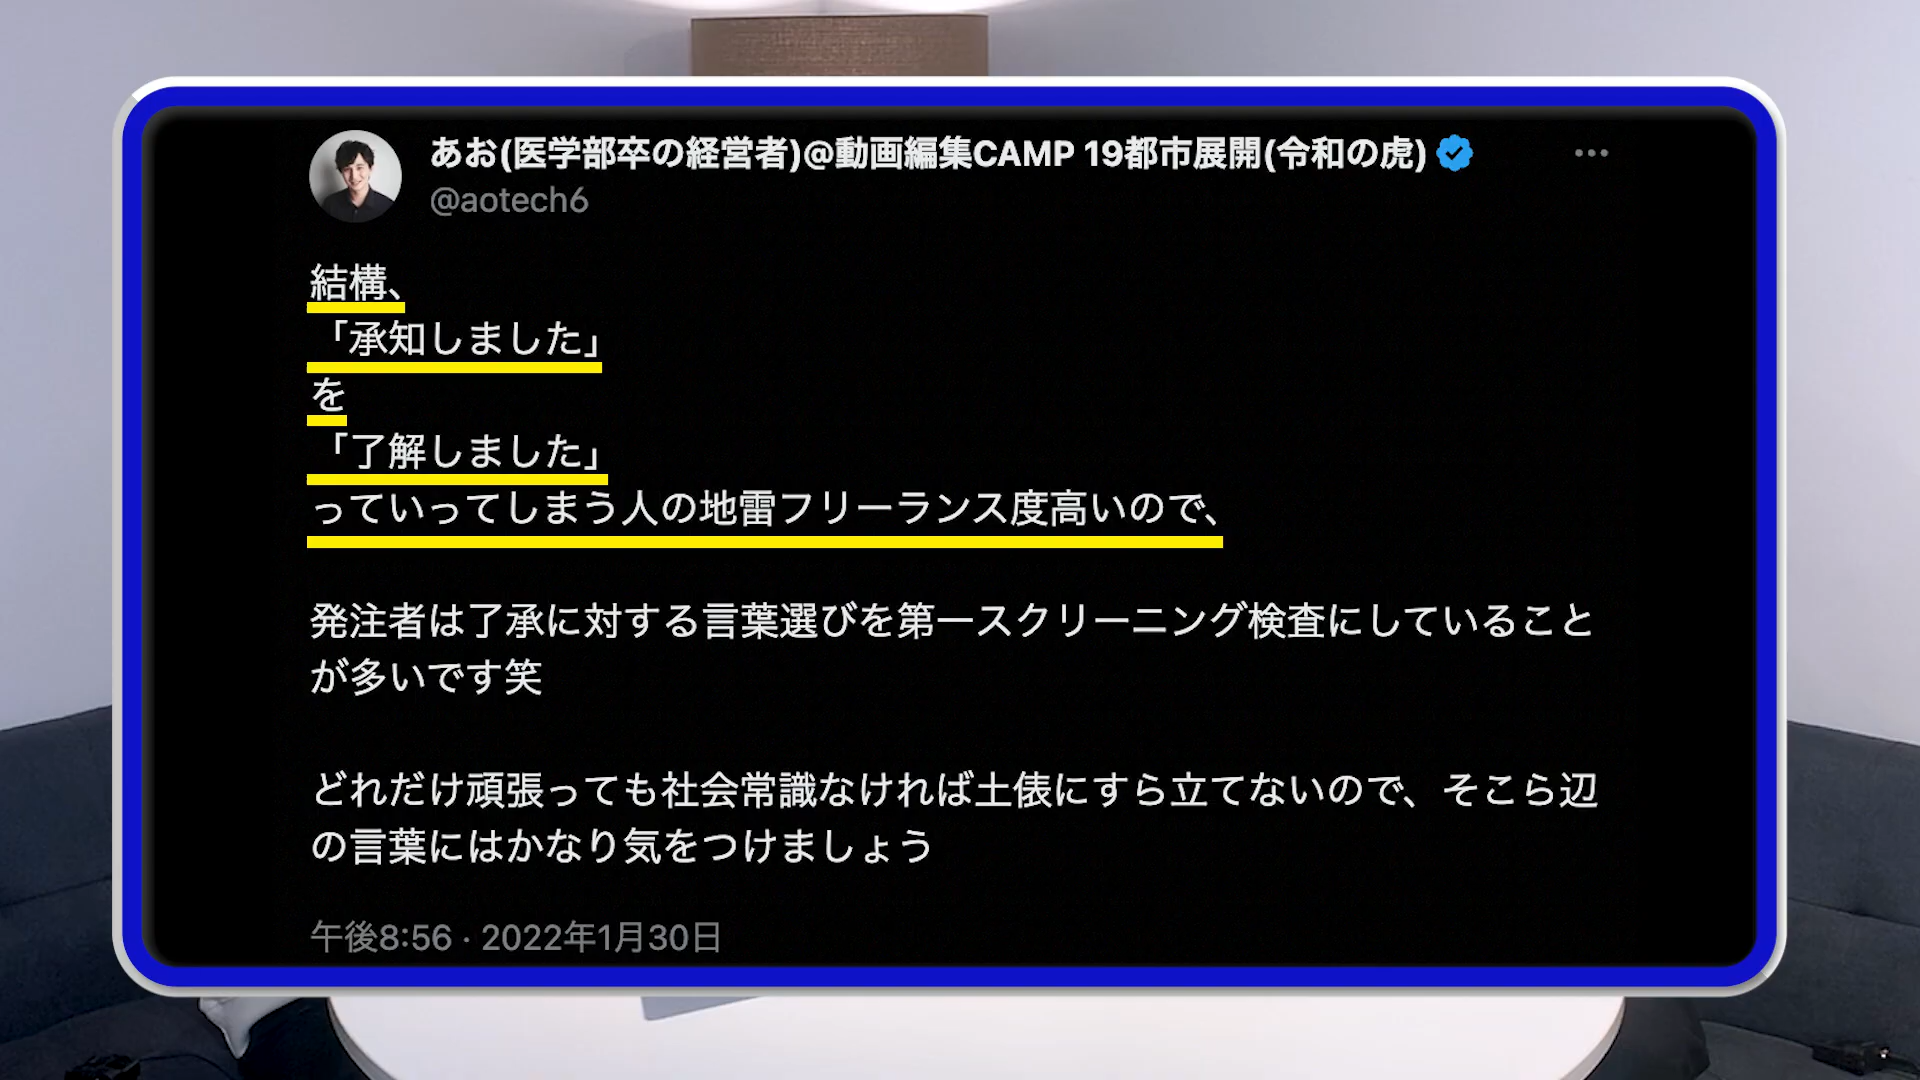 あお(医学部卒の経営者)@動画編集CAMP 19都市展開(令和の虎)
@aotech6
結構、
「承知しました」
を
「了解しました」
っていってしまう人の地雷フリーランス度高いので、
発注者は了承に対する言葉選びを第一スクリーニング検査にしていること
が多いです笑
どれだけ頑張っても社会常識なければ土俵にすら立てないので、そこら辺
の言葉にはかなり気をつけましょう
午後8:56 · 2022年1月30日